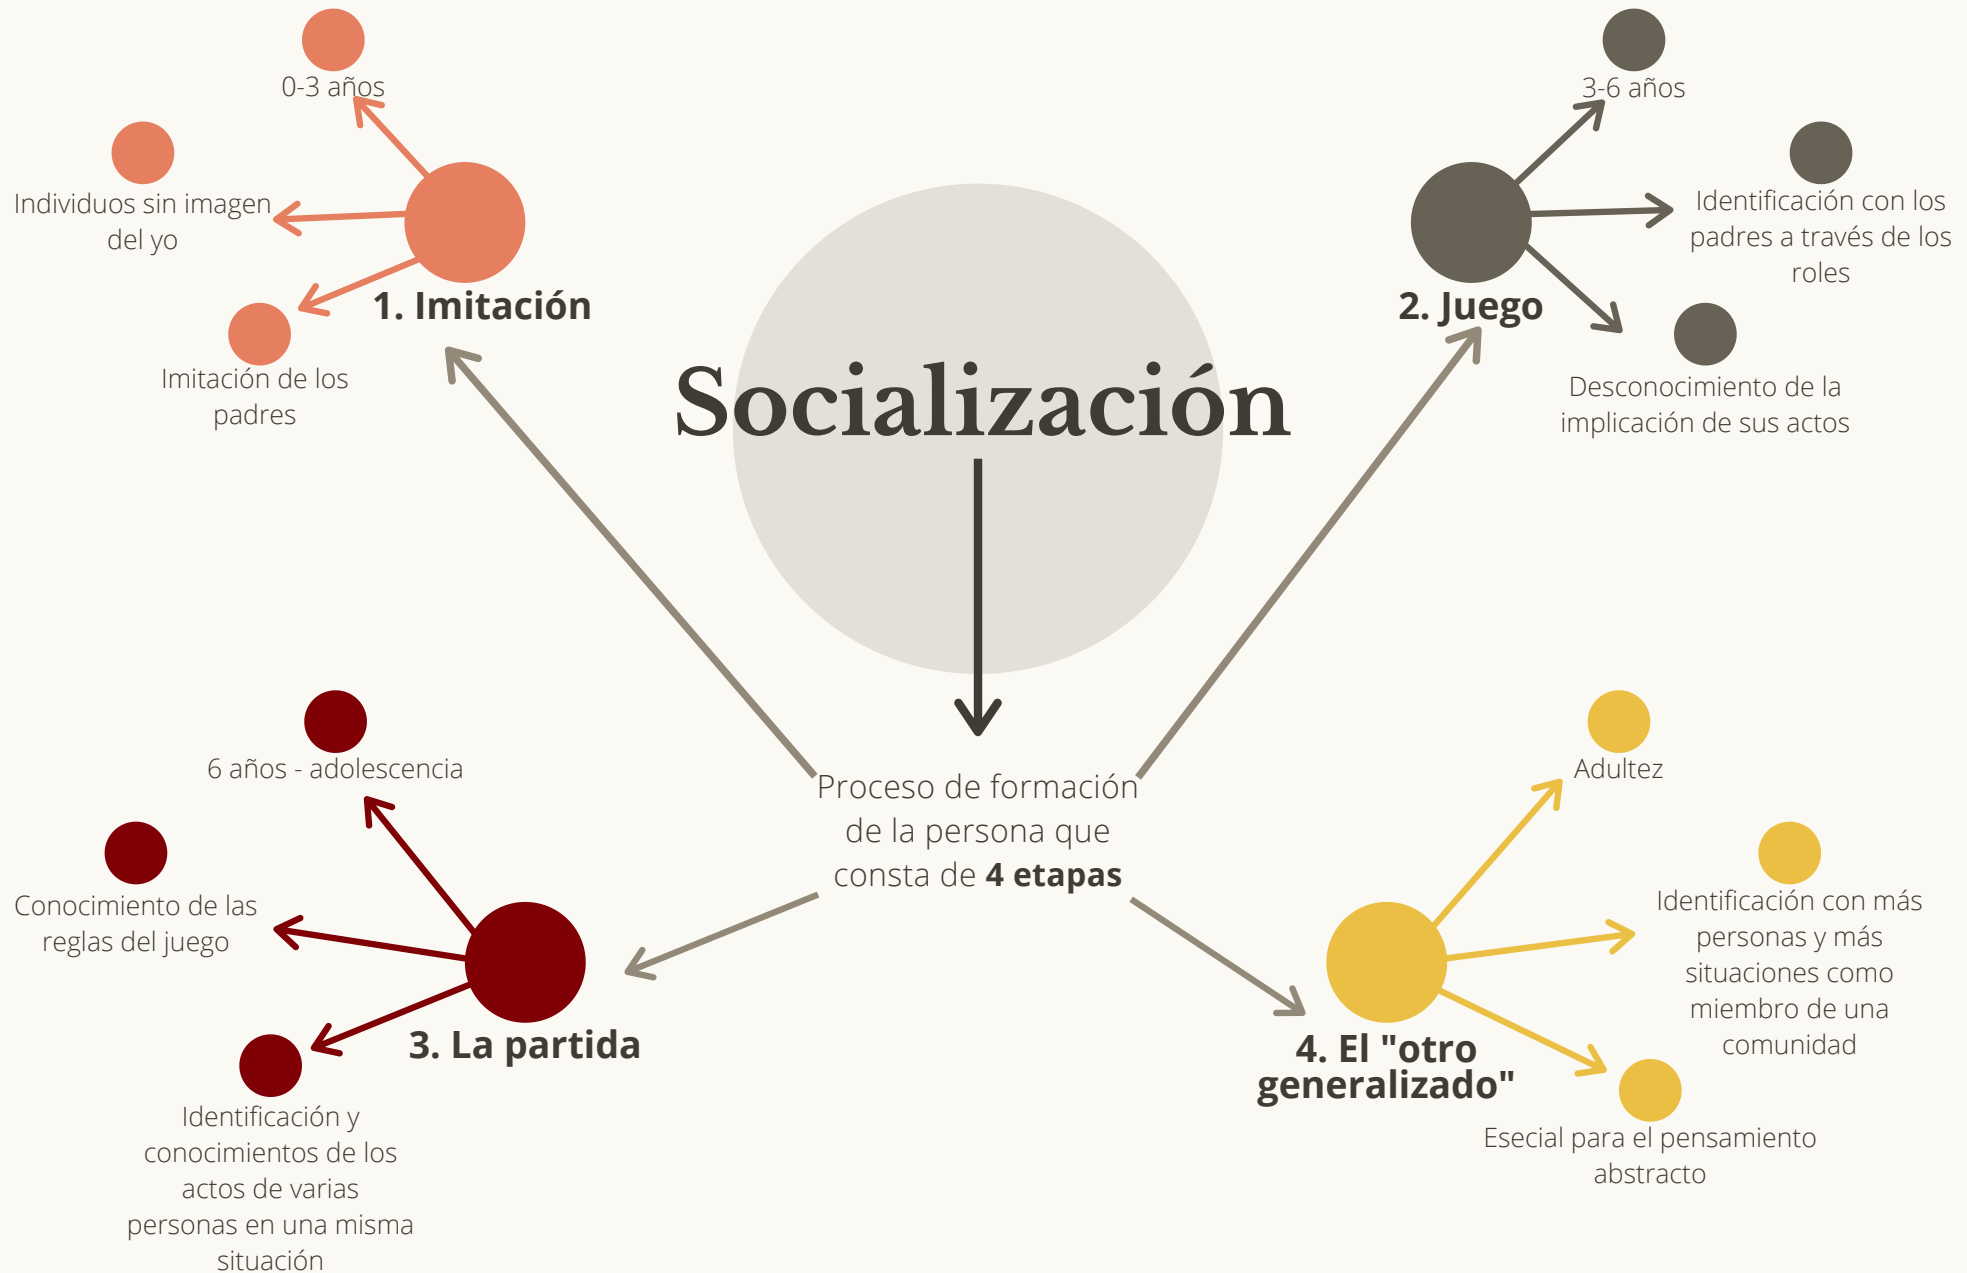 Socialización
Proceso de formación
de la persona que
consta de 4 etapas
1. Imitación
0-3 años
Individuos sin imagen
del yo
Imitación de los
padres
2. Juego
3-6 años
Identificación con los
padres a través de los
roles
Desconocimiento de la
implicación de sus actos
3. La partida
6 años - adolescencia
Conocimiento de las
reglas del juego
Identificación y
conocimientos de los
actos de varias
personas en una misma
situación
4. El "otro
generalizado"
Adultez
Identificación con más
personas y más
situaciones como
miembro de una
comunidad
Esecial para el pensamiento
abstracto